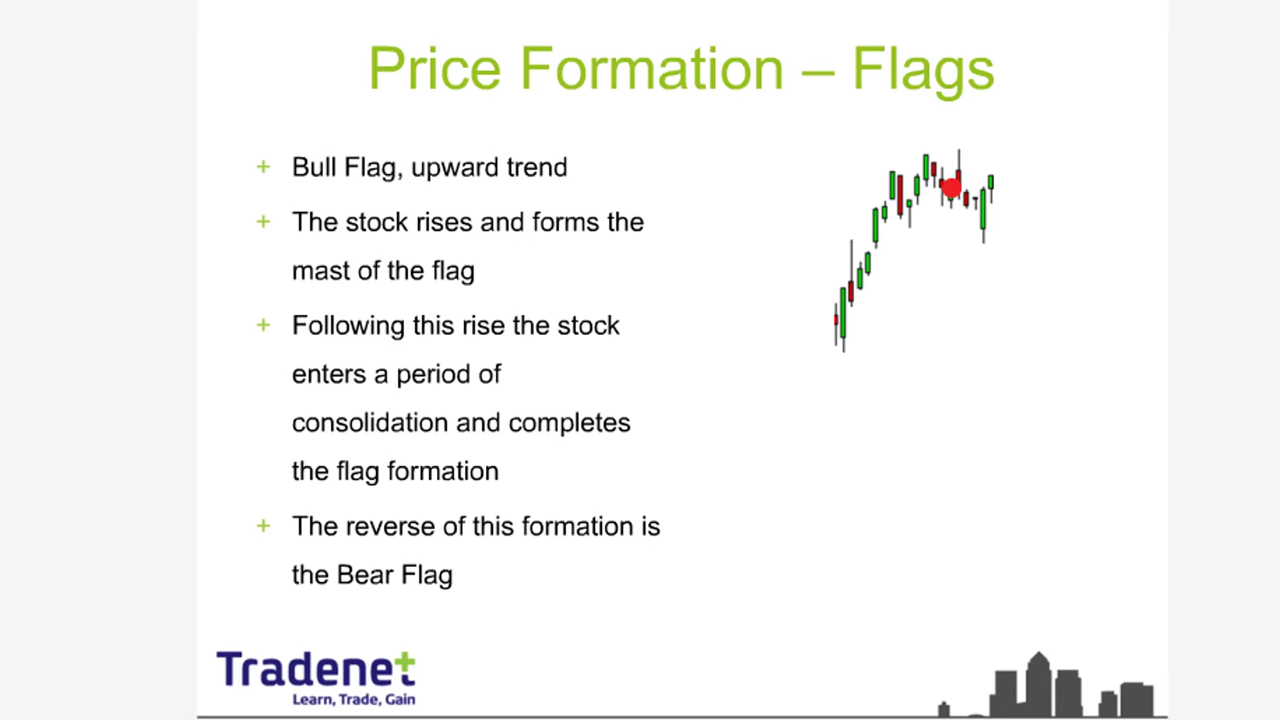 Price Formation – Flags
+ Bull Flag, upward trend
+ The stock rises and forms the
mast of the flag
+ Following this rise the stock
enters a period of
consolidation and completes
the flag formation
+ The reverse of this formation is
the Bear Flag
Tradenet
Learn, Trade, Gain